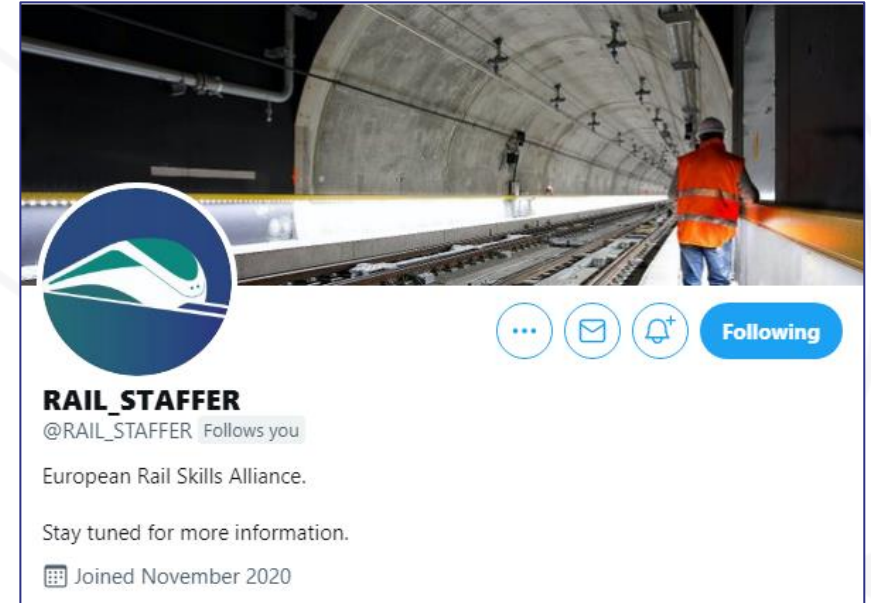 Following
RAIL_STAFFER
@RAIL_STAFFER Follows you
European Rail Skills Alliance.
Stay tuned for more information.
Joined November 2020